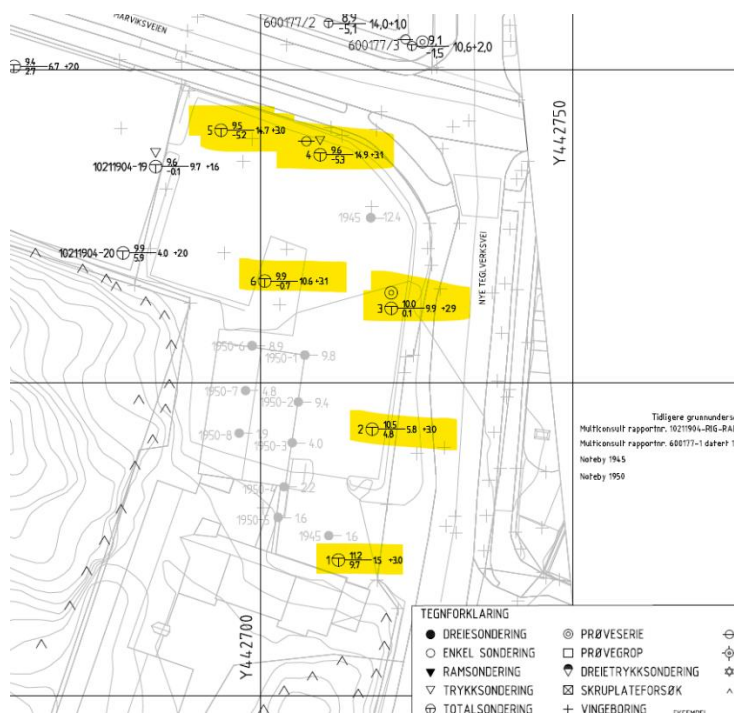 HARVIKSVEIEN
600177/2 8,9 14,0+1,0
-5,1
600177/3 9,1 10,6+2,0
-1,5
9.4 6.7 +2.0
2.7
Y442750
5 9.5 14.7 +3.0
-5.2
4 9.6 14.9 +3.1
-5.3
10211904-19 9.6 9.7 +1.6
-0.1
1945 12.4
10211904-20 9.9 4.0 +2.0
5.9
6 9.9 10.6 +3.1
-0.7
3 10.0 9.9 +2.9
0.1
NYE TEGLVERKSVEI
1950-6 8.9
1950-1 9.8
1950-7 4.8
1950-2 9.4
2 10.5 5.8 +3.0
4.8
1950-8 1.9
1950-3 4.0
Tidligere grunnunders
Multiconsult rapportnr. 10211904-RIG-RA
Multiconsult rapportnr. 600177-1 datert 1
Noteby 1945
Noteby 1950
1950-4 2.2
1950-5 1.6
1945 1.6
1 11.2 1.5 +3.0
9.7
Y442700
TEGNFORKLARING
DREIESONDERING
PRØVESERIE
ENKEL SONDERING
PRØVEGROP
RAMSONDERING
DREIETRYKKSONDERING
TRYKKSONDERING
SKRUPLATEFORSØK
TOTALSONDERING
VINGEBORING